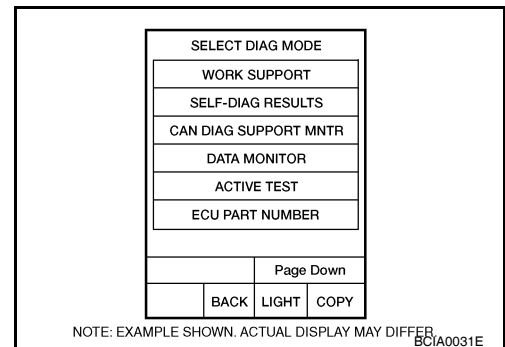 SELECT DIAG MODE
WORK SUPPORT
SELF-DIAG RESULTS
CAN DIAG SUPPORT MNTR
DATA MONITOR
ACTIVE TEST
ECU PART NUMBER
Page Down
BACK LIGHT COPY
NOTE: EXAMPLE SHOWN. ACTUAL DISPLAY MAY DIFFER.
BCIA0031E